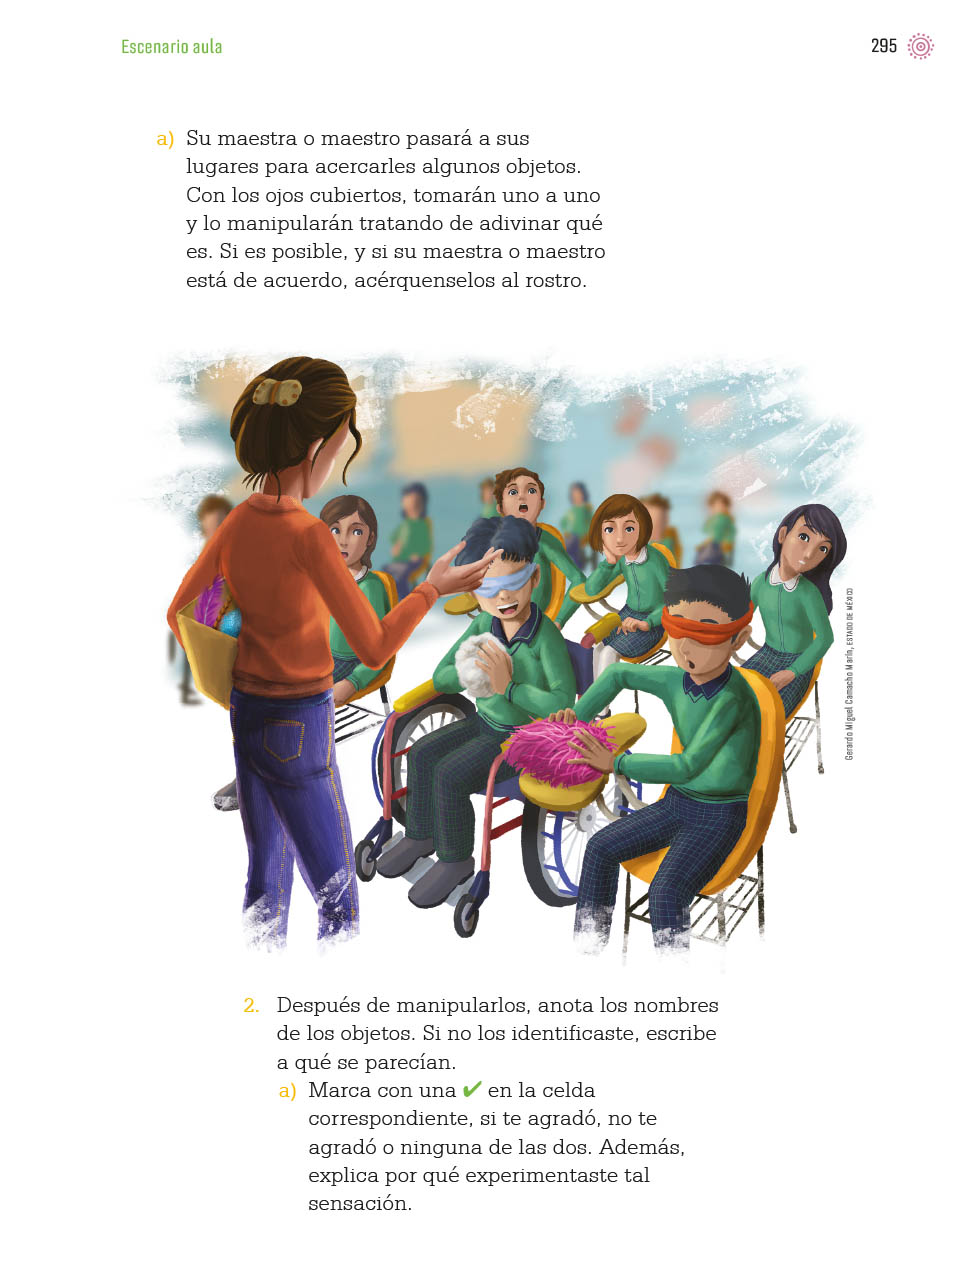 Escenario aula
295
a) Su maestra o maestro pasará a sus
lugares para acercarles algunos objetos.
Con los ojos cubiertos, tomarán uno a uno
y lo manipularán tratando de adivinar qué
es. Si es posible, y si su maestra o maestro
está de acuerdo, acérquenselos al rostro.
Gerardo Miguel Camacho Marín, ESTADO DE MÉXICO
2. Después de manipularlos, anota los nombres
de los objetos. Si no los identificaste, escribe
a qué se parecían.
a) Marca con una ✔ en la celda
correspondiente, si te agradó, no te
agradó o ninguna de las dos. Además,
explica por qué experimentaste tal
sensación.